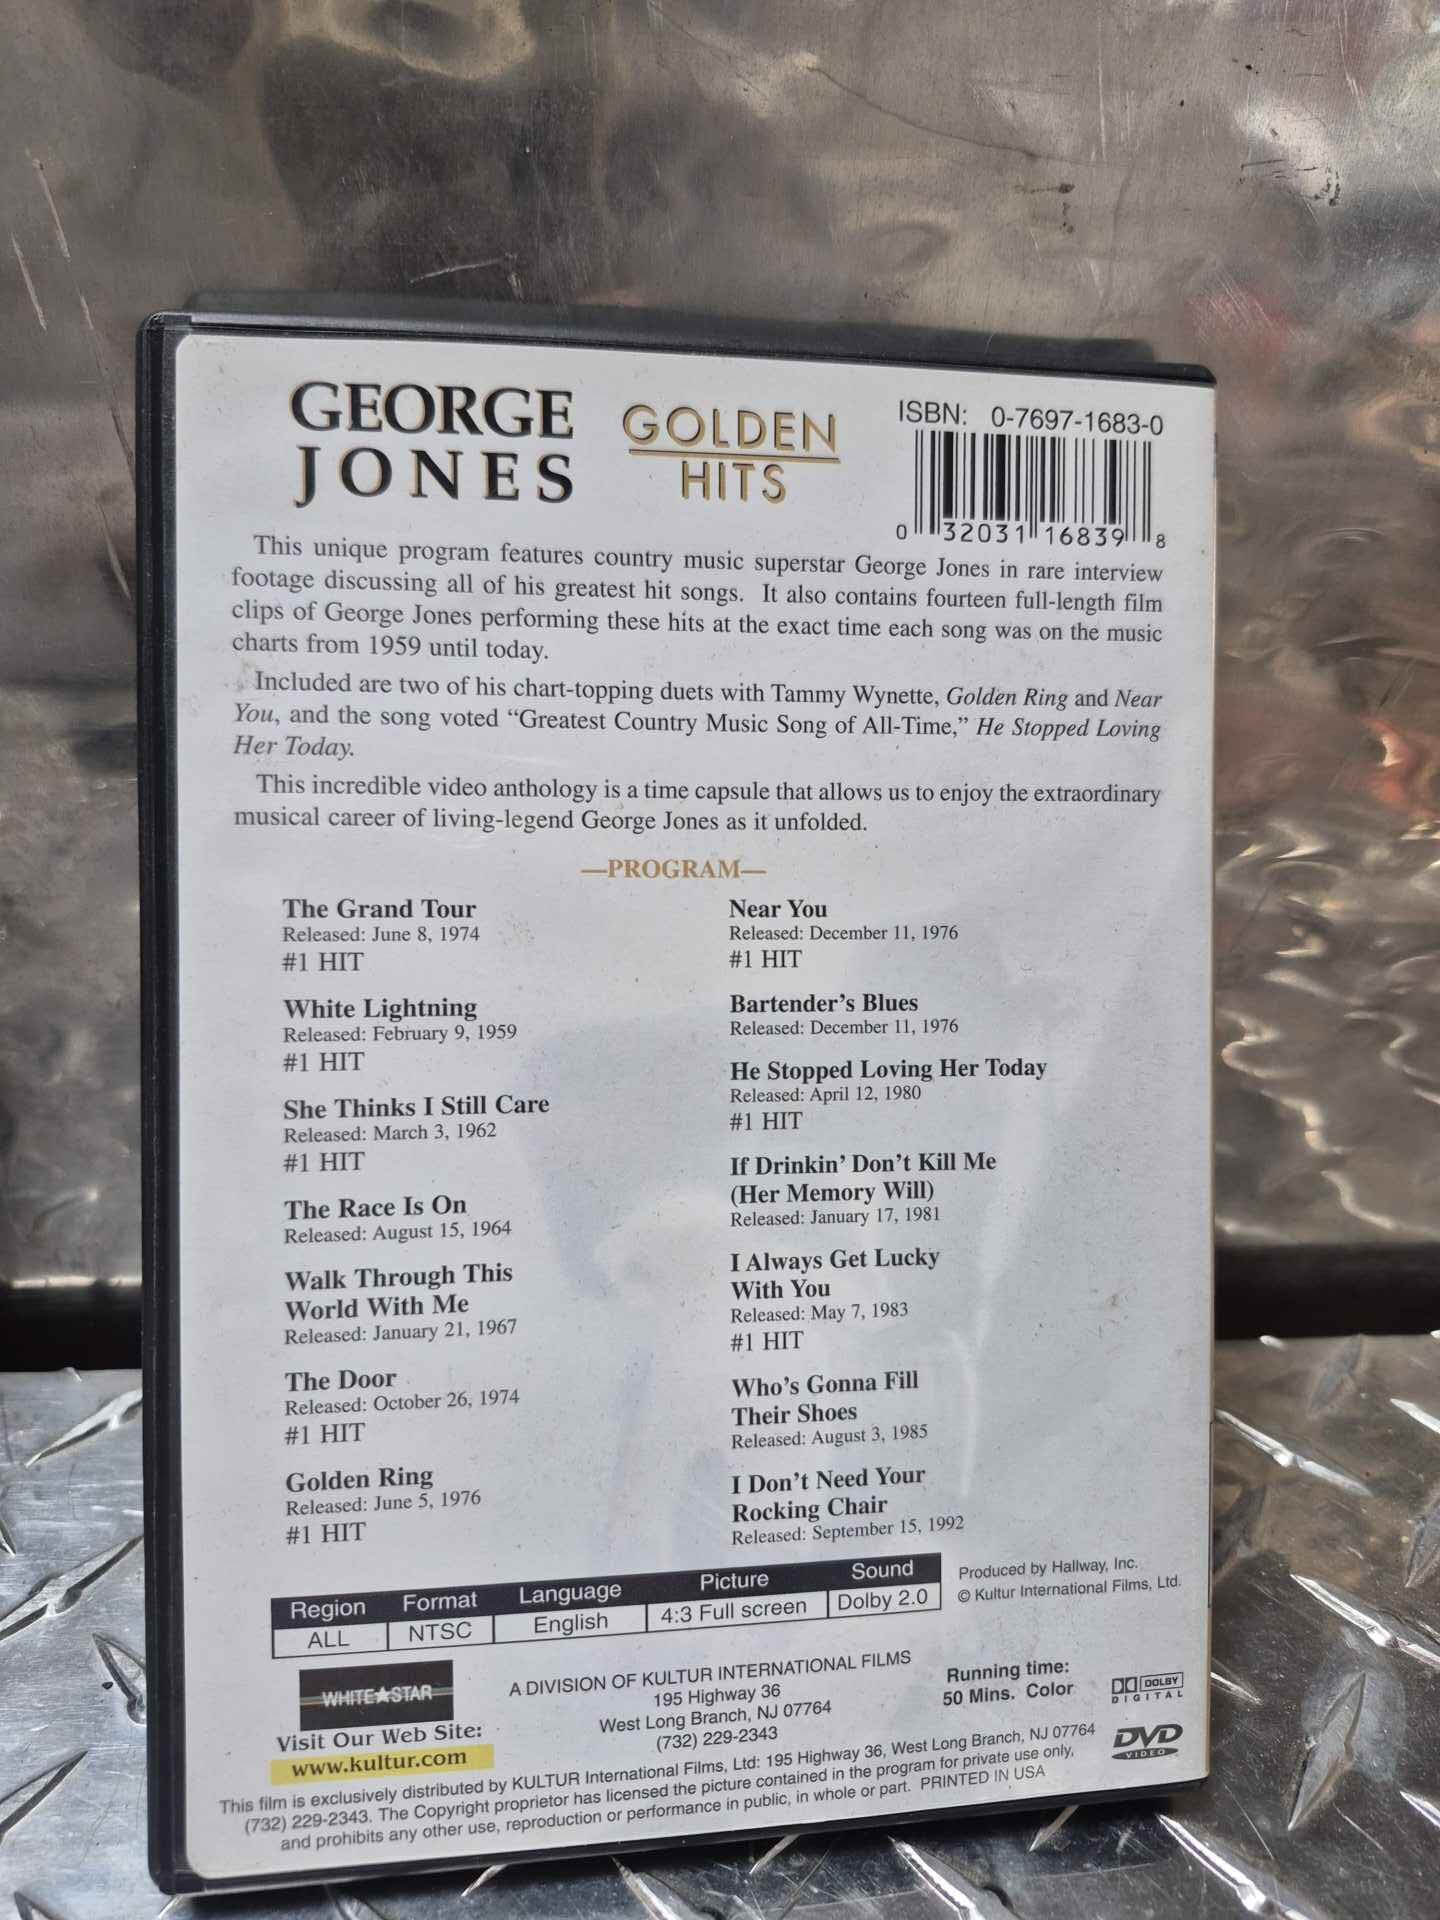 GEORGE
JONES
GOLDEN
HITS
ISBN: 0-7697-1683-0
0 32031 16839 8
This unique program features country music superstar George Jones in rare interview
footage discussing all of his greatest hit songs. It also contains fourteen full-length film
clips of George Jones performing these hits at the exact time each song was on the music
charts from 1959 until today.
Included are two of his chart-topping duets with Tammy Wynette, Golden Ring and Near
You, and the song voted “Greatest Country Music Song of All-Time,” He Stopped Loving
Her Today.
This incredible video anthology is a time capsule that allows us to enjoy the extraordinary
musical career of living-legend George Jones as it unfolded.
—PROGRAM—
The Grand Tour
Released: June 8, 1974
#1 HIT
White Lightning
Released: February 9, 1959
#1 HIT
She Thinks I Still Care
Released: March 3, 1962
#1 HIT
The Race Is On
Released: August 15, 1964
Walk Through This
World With Me
Released: January 21, 1967
The Door
Released: October 26, 1974
#1 HIT
Golden Ring
Released: June 5, 1976
#1 HIT
Near You
Released: December 11, 1976
#1 HIT
Bartender’s Blues
Released: December 11, 1976
He Stopped Loving Her Today
Released: April 12, 1980
#1 HIT
If Drinkin’ Don’t Kill Me
(Her Memory Will)
Released: January 17, 1981
I Always Get Lucky
With You
Released: May 7, 1983
#1 HIT
Who’s Gonna Fill
Their Shoes
Released: August 3, 1985
I Don’t Need Your
Rocking Chair
Released: September 15, 1992
Region Format Language Picture Sound
ALL NTSC English 4:3 Full screen Dolby 2.0
Produced by Hallway, Inc.
© Kultur International Films, Ltd.
WHITE★STAR
Visit Our Web Site:
www.kultur.com
A DIVISION OF KULTUR INTERNATIONAL FILMS
195 Highway 36
West Long Branch, NJ 07764
(732) 229-2343
Running time:
50 Mins. Color
DOLBY
DIGITAL
DVD
VIDEO
This film is exclusively distributed by KULTUR International Films, Ltd: 195 Highway 36, West Long Branch, NJ 07764
(732) 229-2343. The Copyright proprietor has licensed the picture contained in the program for private use only,
and prohibits any other use, reproduction or performance in public, in whole or part. PRINTED IN USA